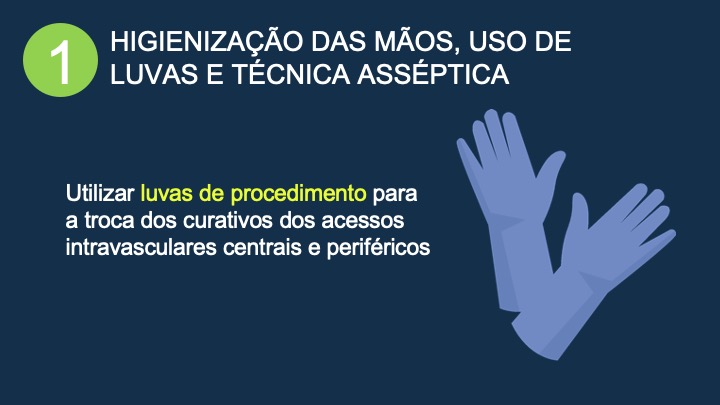 1
HIGIENIZAÇÃO DAS MÃOS, USO DE
LUVAS E TÉCNICA ASSÉPTICA
Utilizar luvas de procedimento para
a troca dos curativos dos acessos
intravasculares centrais e periféricos